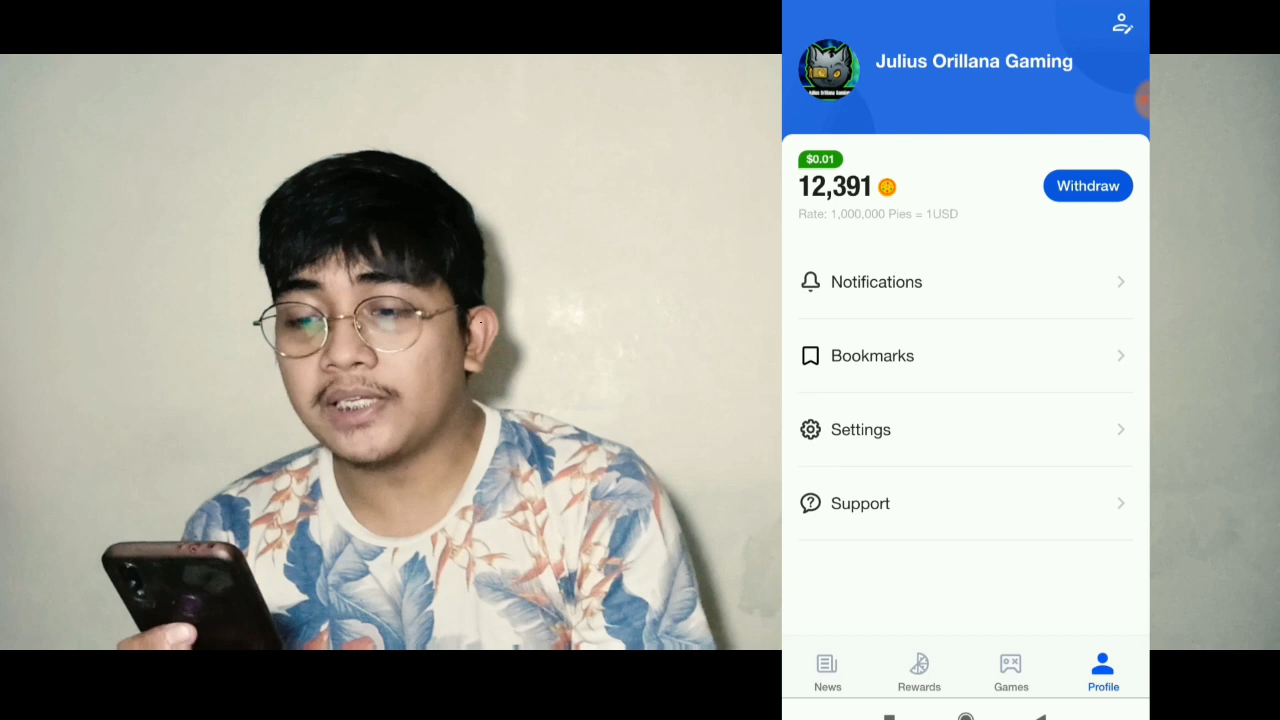 Julius Orillana Gaming
$0.01
12,391
Withdraw
Rate: 1,000,000 Pies = 1USD
Notifications
Bookmarks
Settings
Support
News
Rewards
Games
Profile